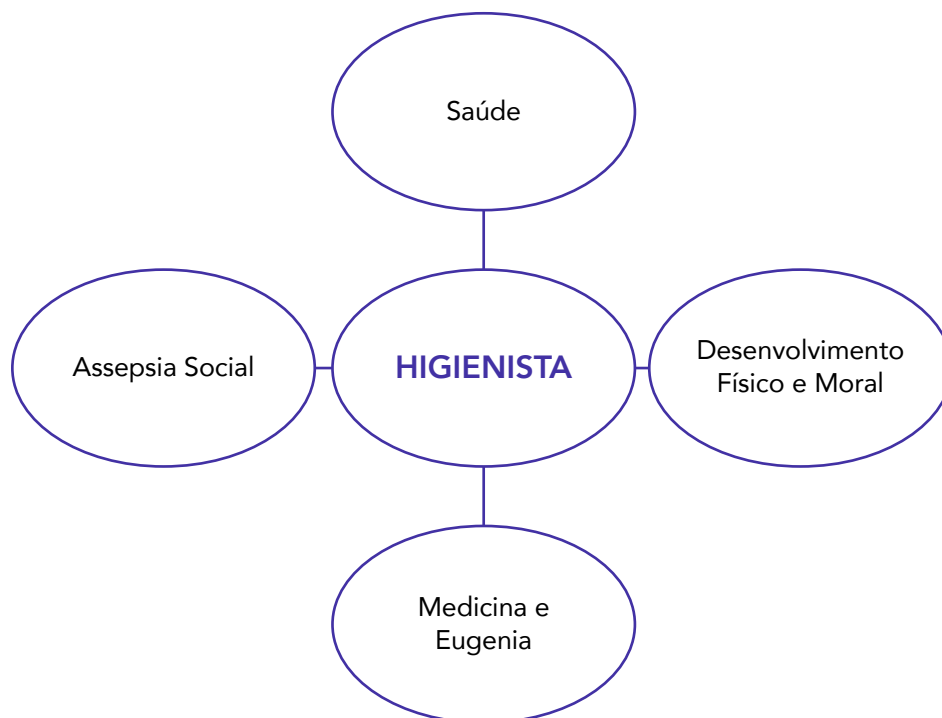 Saúde
Assepsia Social
HIGIENISTA
Desenvolvimento
Físico e Moral
Medicina e
Eugenia